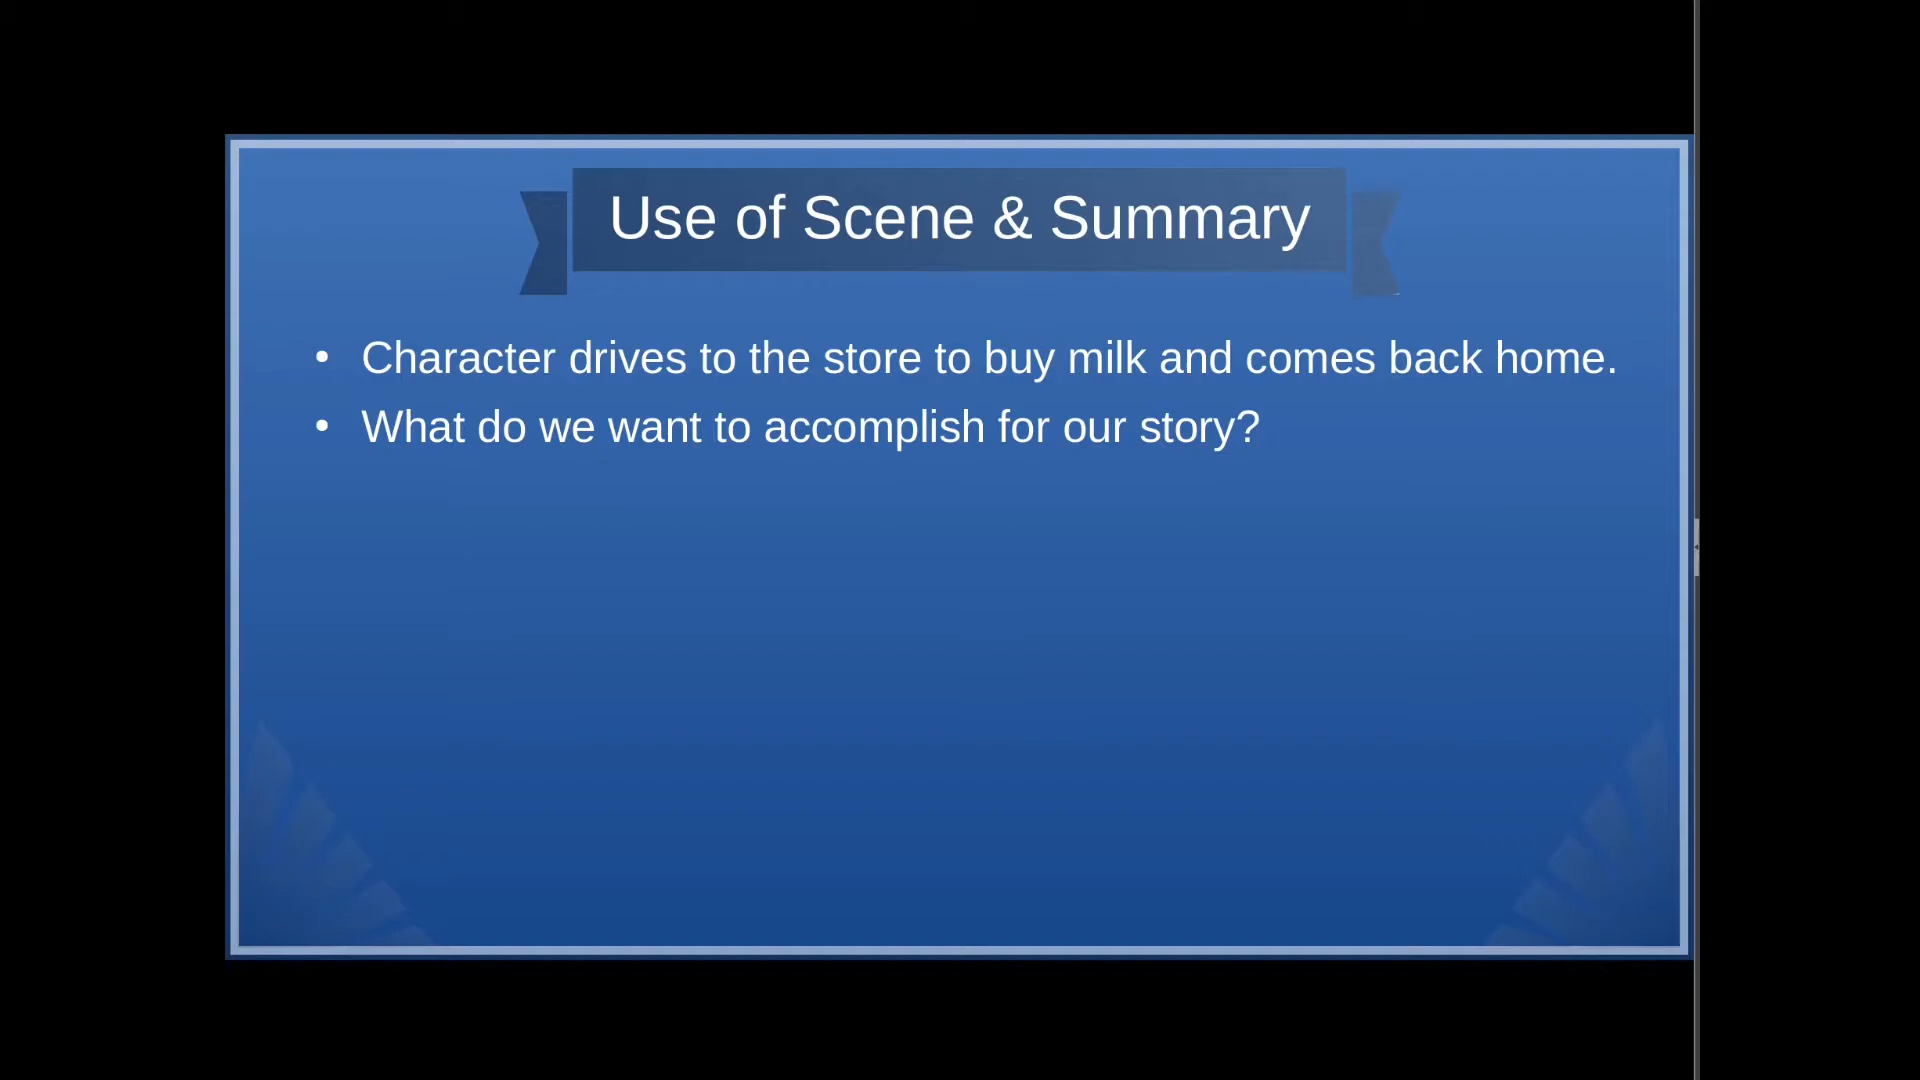 Use of Scene & Summary
• Character drives to the store to buy milk and comes back home.
• What do we want to accomplish for our story?